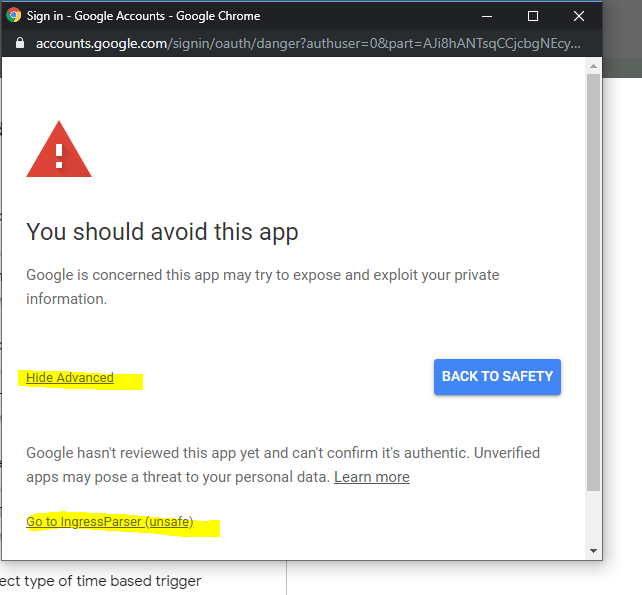 Sign in - Google Accounts - Google Chrome
accounts.google.com/signin/oauth/danger?authuser=0&part=AJi8hANTsqCCjcbgNEcy...
You should avoid this app
Google is concerned this app may try to expose and exploit your private
information.
Hide Advanced
BACK TO SAFETY
Google hasn't reviewed this app yet and can't confirm it's authentic. Unverified
apps may pose a threat to your personal data. Learn more
Go to IngressParser (unsafe)
ect type of time based trigger